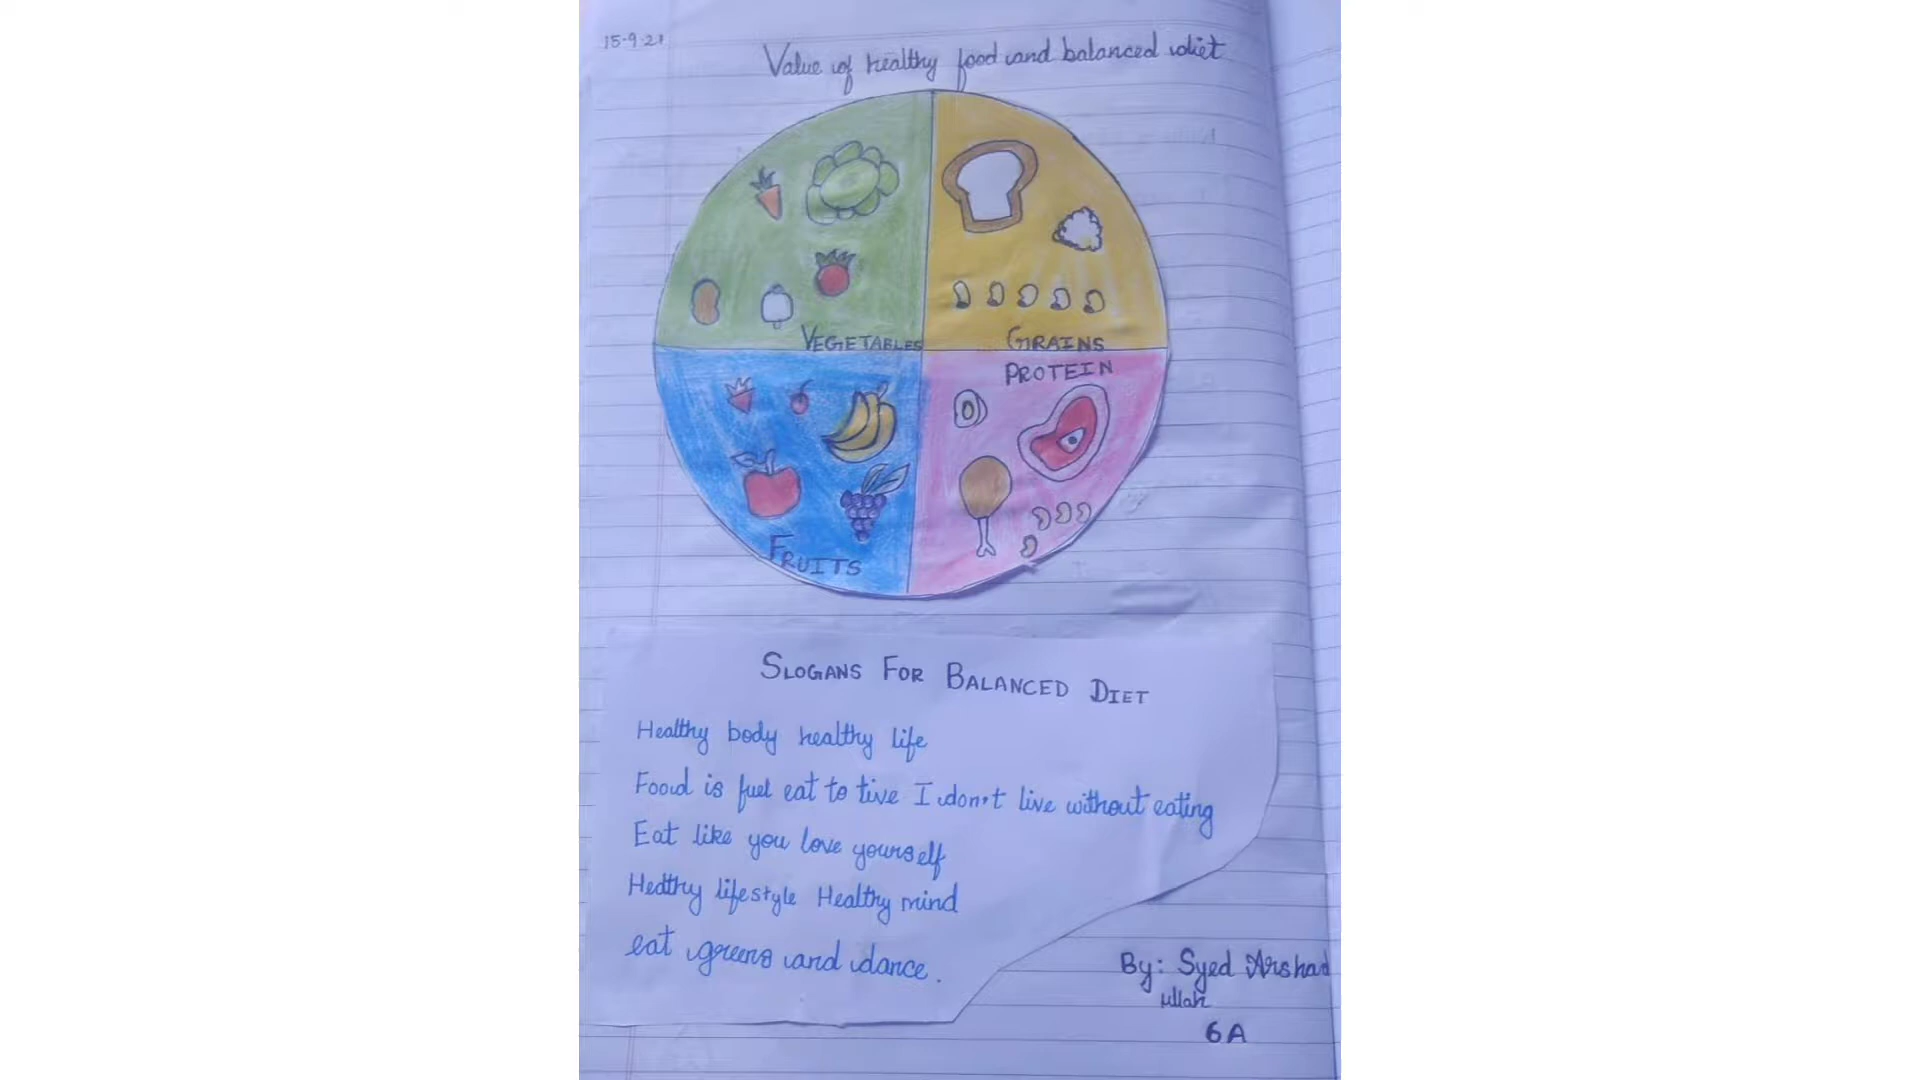 15-9-21
Value of healthy food and balanced diet
VEGETABLES
GRAINS
PROTEIN
FRUITS
SLOGANS FOR BALANCED DIET
Healthy body healthy life
Food is fuel eat to tive I don't live without eating
Eat like you love yourself
Hedthy lifestyle Healthy mind
eat greens and dance.
By: Syed Arshad
ullah
6A